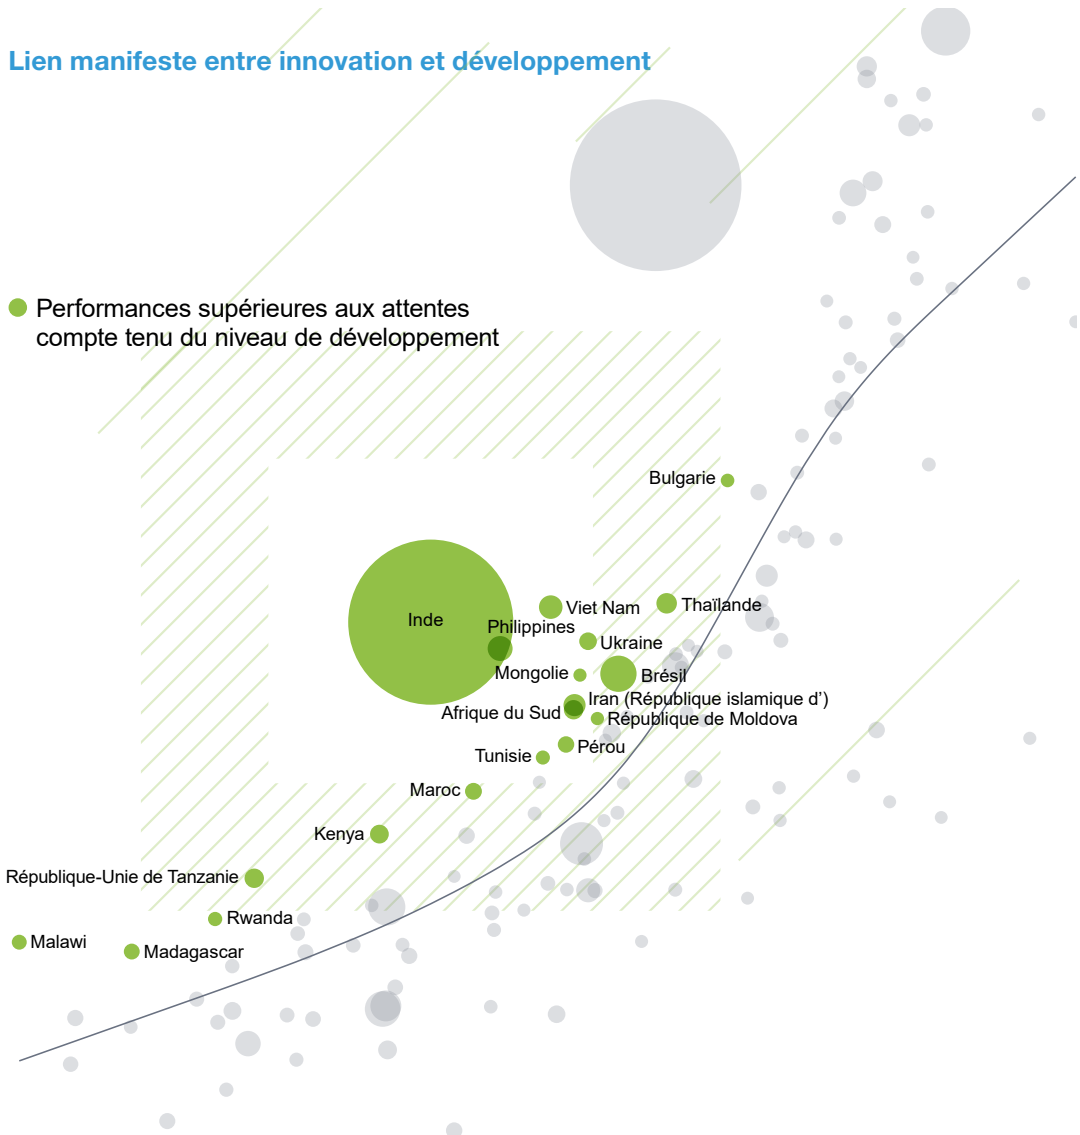 Lien manifeste entre innovation et développement
Performances supérieures aux attentes
compte tenu du niveau de développement
Bulgarie
Inde
Viet Nam
Thaïlande
Philippines
Ukraine
Mongolie
Brésil
Iran (République islamique d’)
Afrique du Sud
République de Moldova
Pérou
Tunisie
Maroc
Kenya
République-Unie de Tanzanie
Rwanda
Malawi
Madagascar